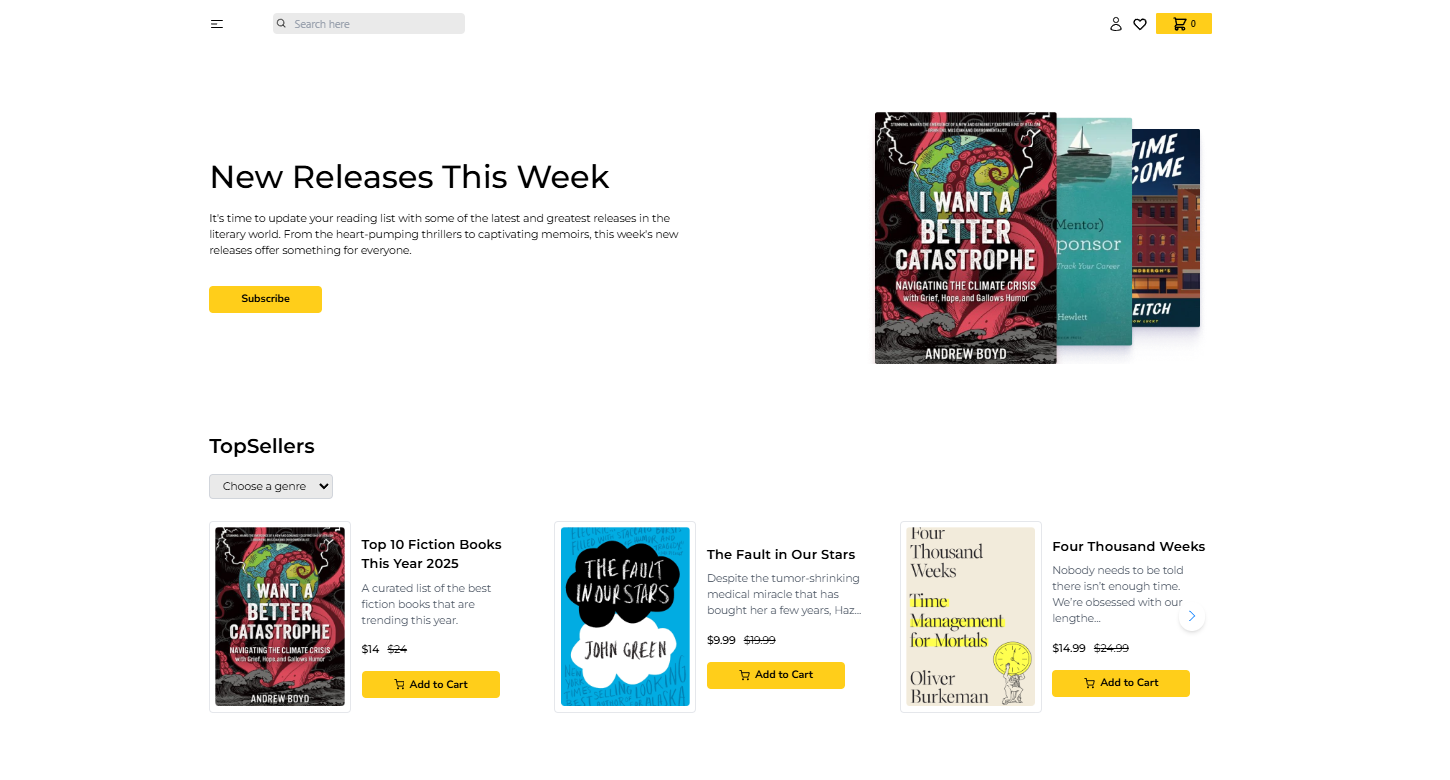 Search here
0
New Releases This Week
It's time to update your reading list with some of the latest and greatest releases in the
literary world. From the heart-pumping thrillers to captivating memoirs, this week's new
releases offer something for everyone.
Subscribe
I WANT A
BETTER
CATASTROPHE
NAVIGATING THE CLIMATE CRISIS
with Grief, Hope, and Gallows Humor
ANDREW BOYD
(Mentor)
ponsor
Track Your Career
Hewlett
TIME
COME
NDBERGH'S
EITCH
TopSellers
Choose a genre
I WANT A
BETTER
CATASTROPHE
NAVIGATING THE CLIMATE CRISIS
with Grief, Hope, and Gallows Humor
ANDREW BOYD
Top 10 Fiction Books
This Year 2025
A curated list of the best
fiction books that are
trending this year.
$14 $24
Add to Cart
THE FAULT
IN OUR STARS
JOHN GREEN
The Fault in Our Stars
Despite the tumor-shrinking
medical miracle that has
bought her a few years, Haz...
$9.99 $19.99
Add to Cart
Four
Thousand
Weeks
Time
Management
for Mortals
Oliver
Burkeman
Four Thousand Weeks
Nobody needs to be told
there isn't enough time.
We're obsessed with our
lengthe...
$14.99 $24.99
Add to Cart